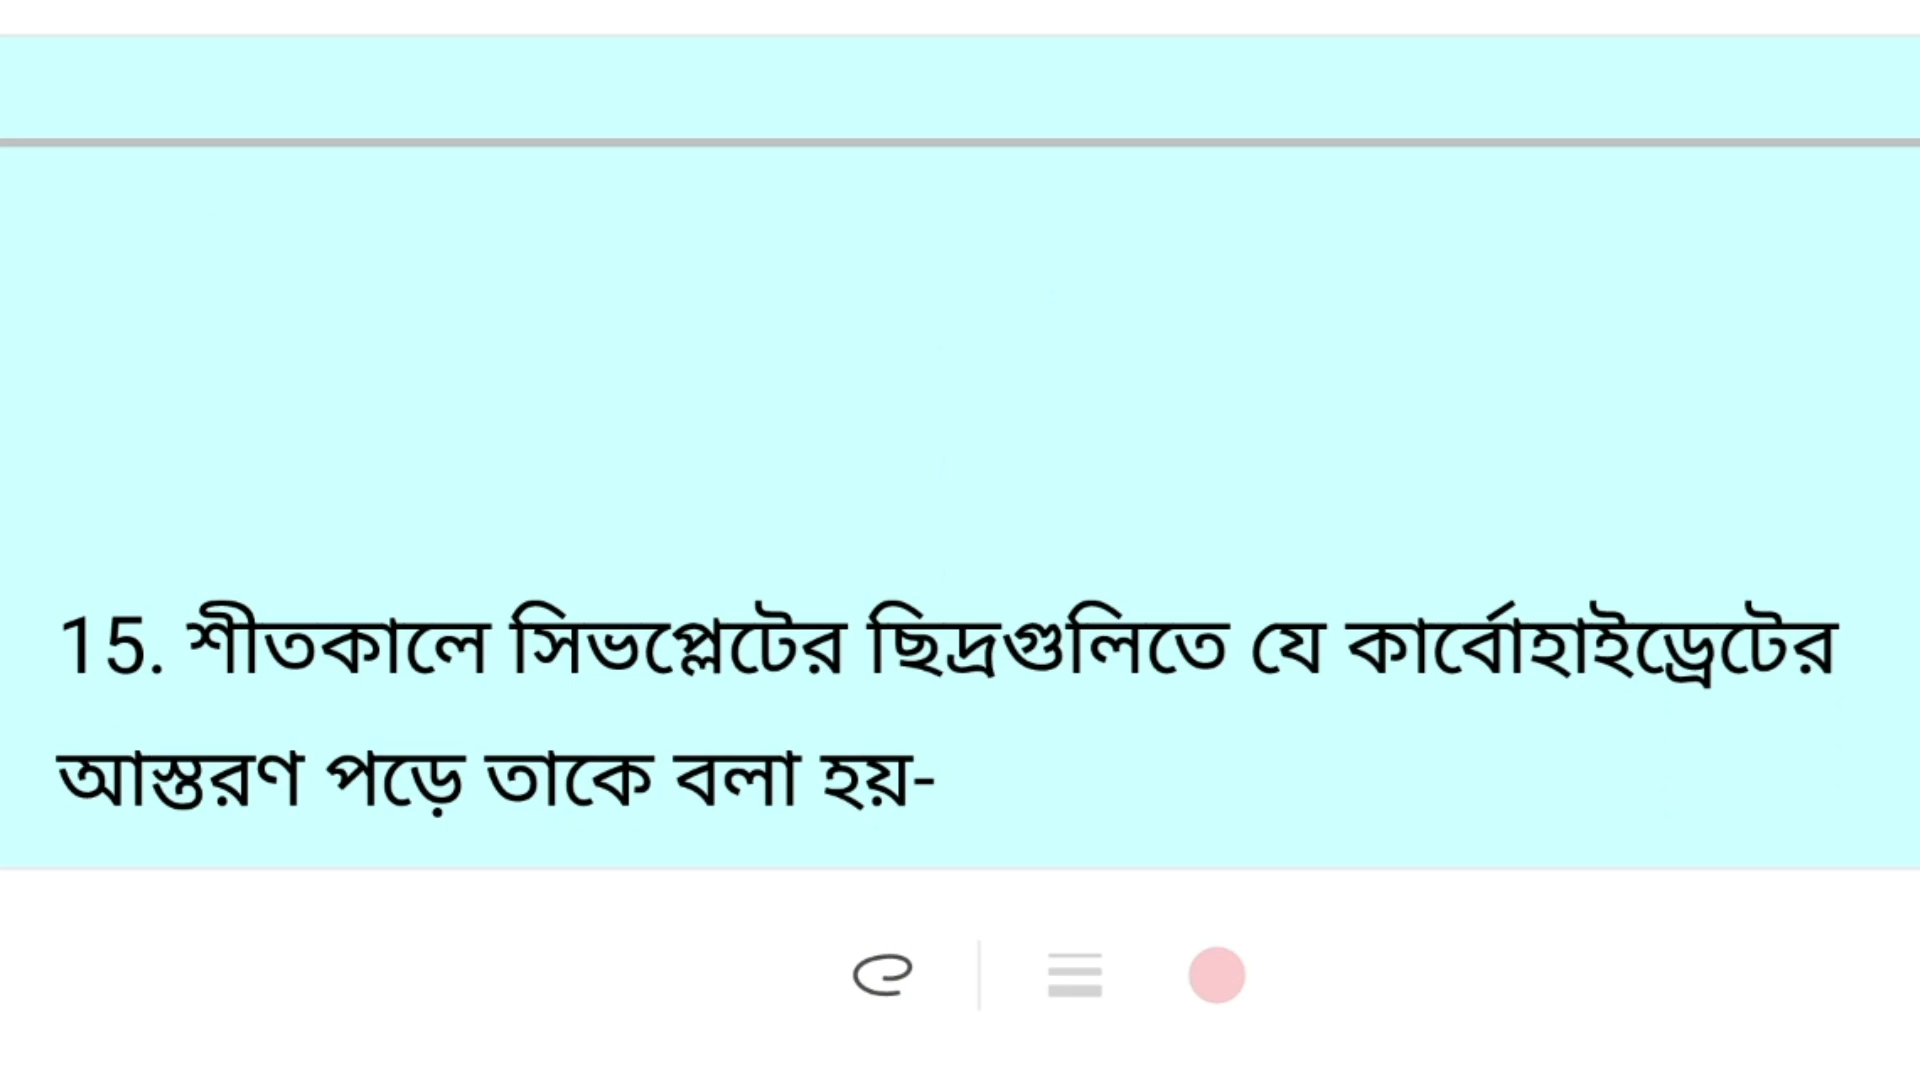 15. শীতকালে সিভপ্লেটের ছিদ্রগুলিতে যে কার্বোহাইড্রেটের
আস্তরণ পড়ে তাকে বলা হয়-